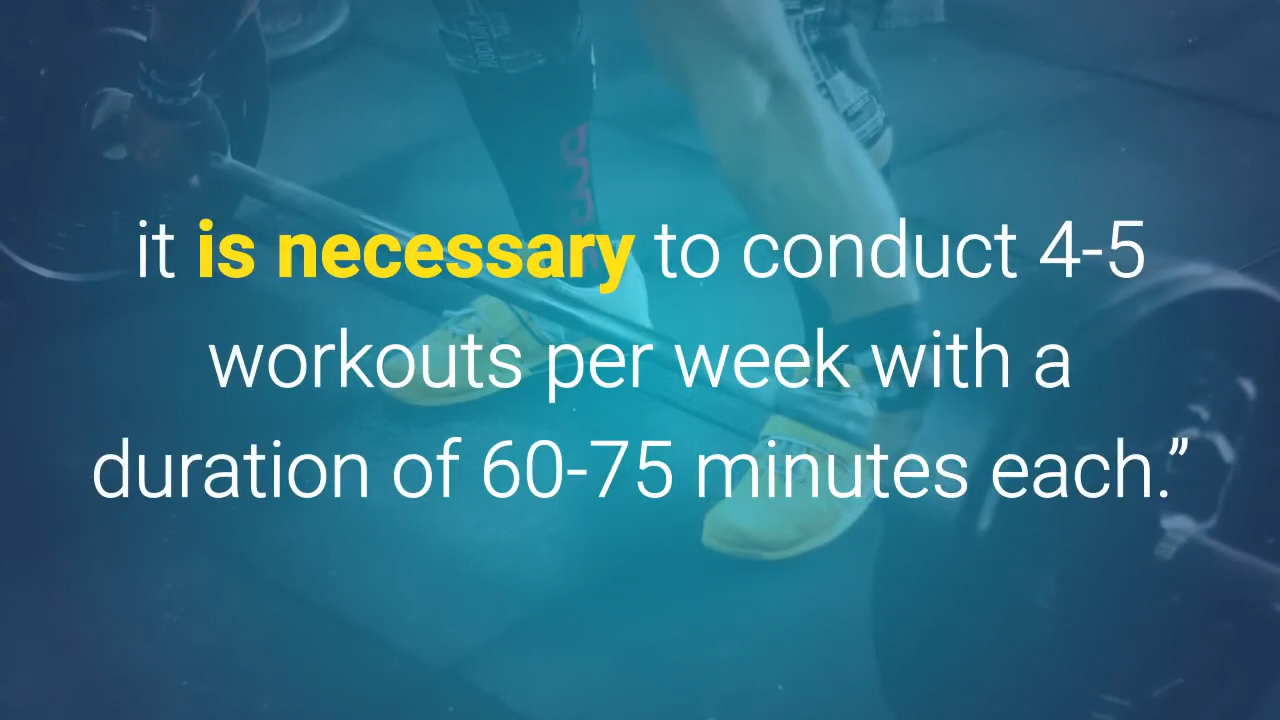 it is necessary to conduct 4-5
workouts per week with a
duration of 60-75 minutes each.”